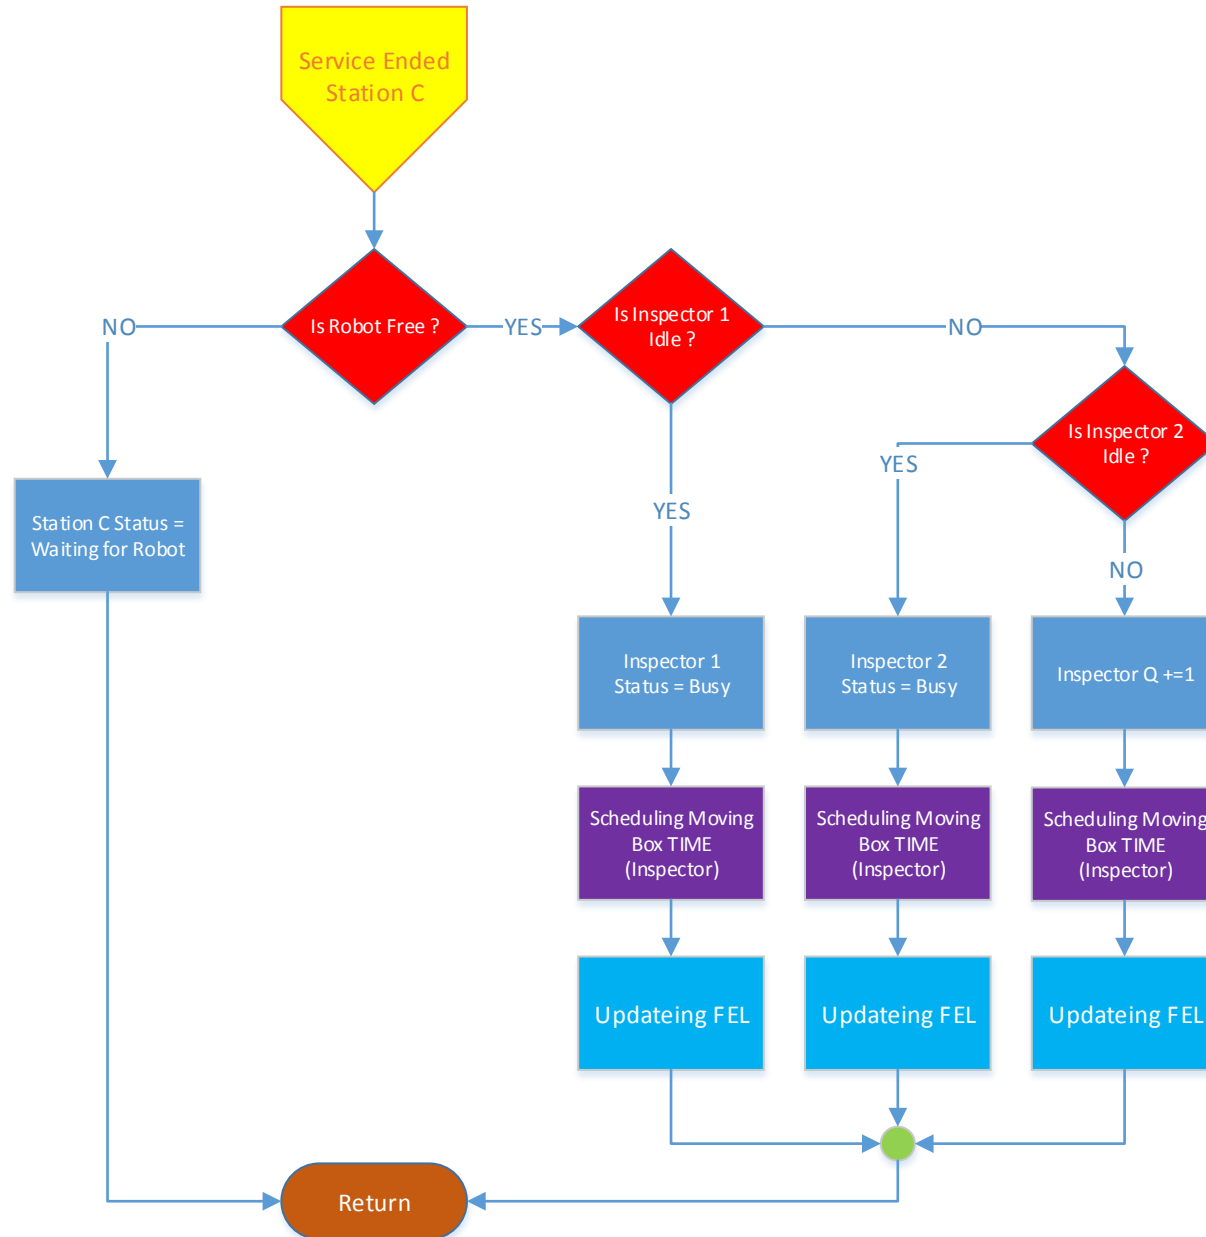 Service Ended
Station C
Is Robot Free ?
NO
YES
Is Inspector 1
Idle ?
NO
Is Inspector 2
Idle ?
YES
YES
NO
Station C Status =
Waiting for Robot
Inspector 1
Status = Busy
Inspector 2
Status = Busy
Inspector Q +=1
Scheduling Moving
Box TIME
(Inspector)
Scheduling Moving
Box TIME
(Inspector)
Scheduling Moving
Box TIME
(Inspector)
Updateing FEL
Updateing FEL
Updateing FEL
Return